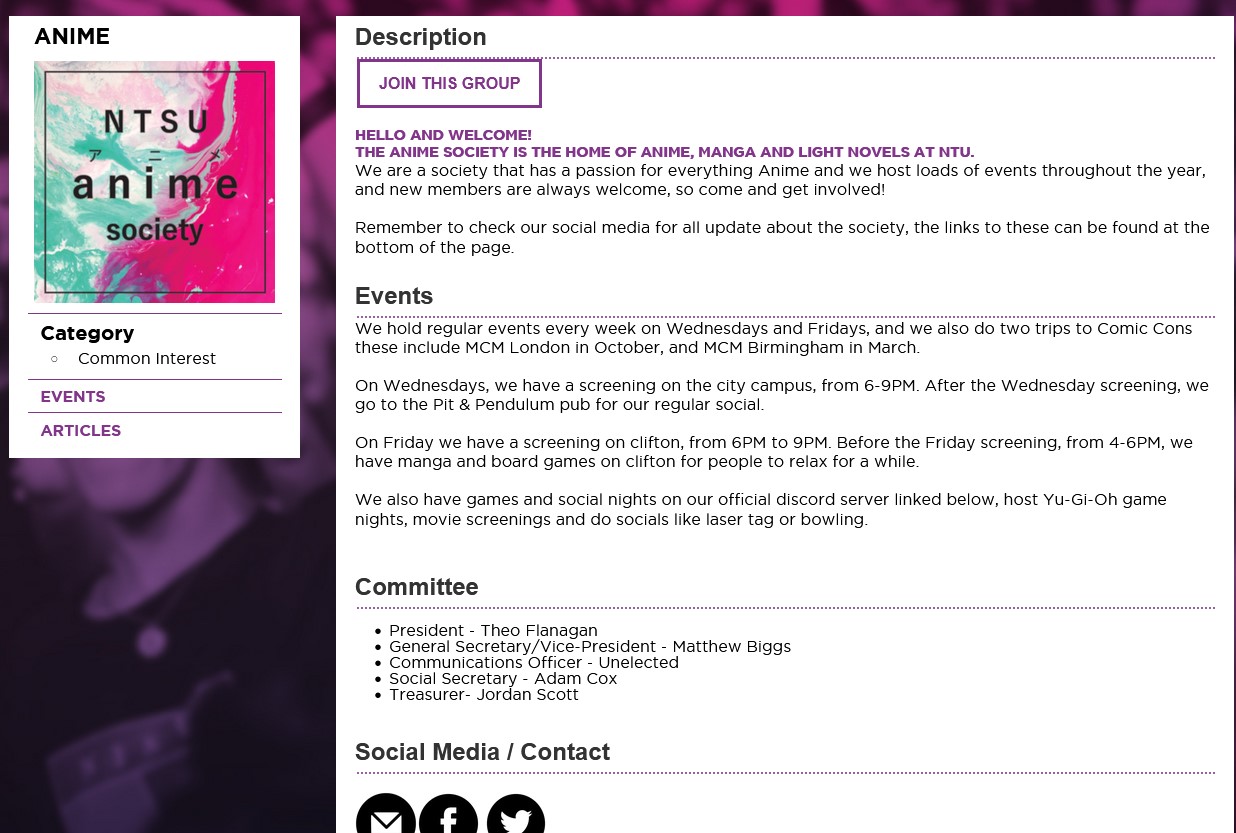 ANIME
NTSU
アニメ
anime
society
Category
Common Interest
EVENTS
ARTICLES
Description
JOIN THIS GROUP
HELLO AND WELCOME!
THE ANIME SOCIETY IS THE HOME OF ANIME, MANGA AND LIGHT NOVELS AT NTU.
We are a society that has a passion for everything Anime and we host loads of events throughout the year,
and new members are always welcome, so come and get involved!
Remember to check our social media for all update about the society, the links to these can be found at the
bottom of the page.
Events
We hold regular events every week on Wednesdays and Fridays, and we also do two trips to Comic Cons
these include MCM London in October, and MCM Birmingham in March.
On Wednesdays, we have a screening on the city campus, from 6-9PM. After the Wednesday screening, we
go to the Pit & Pendulum pub for our regular social.
On Friday we have a screening on clifton, from 6PM to 9PM. Before the Friday screening, from 4-6PM, we
have manga and board games on clifton for people to relax for a while.
We also have games and social nights on our official discord server linked below, host Yu-Gi-Oh game
nights, movie screenings and do socials like laser tag or bowling.
Committee
President - Theo Flanagan
General Secretary/Vice-President - Matthew Biggs
Communications Officer - Unelected
Social Secretary - Adam Cox
Treasurer- Jordan Scott
Social Media / Contact